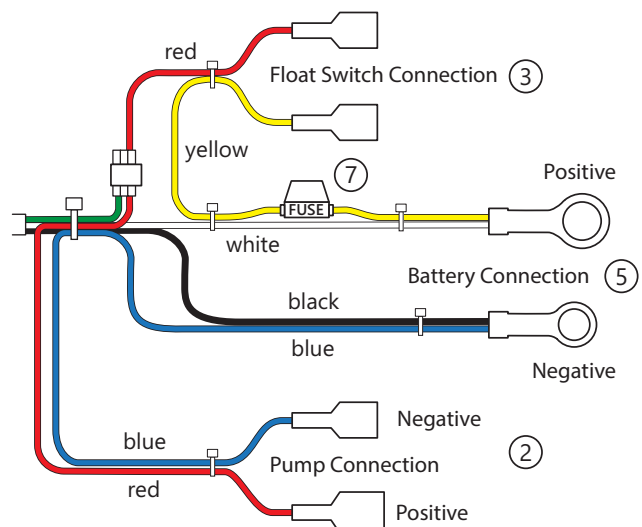 red
Float Switch Connection 3
yellow
7
FUSE
Positive
white
Battery Connection 5
black
blue
Negative
blue
Negative
Pump Connection 2
red
Positive